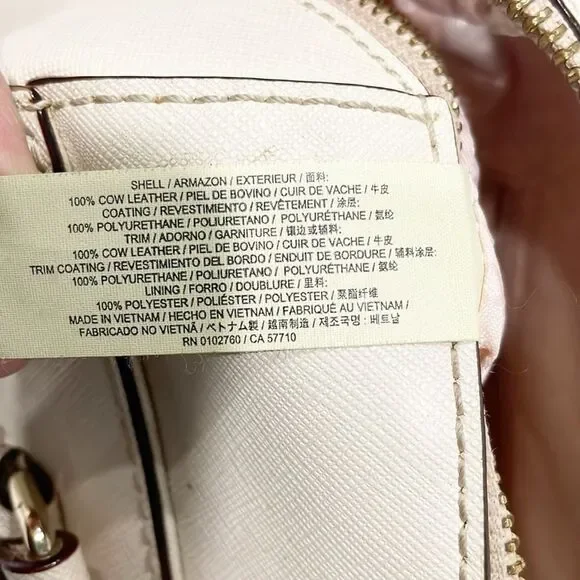 SHELL / ARMAZON / EXTERIEUR / 面料:
100% COW LEATHER / PIEL DE BOVINO / CUIR DE VACHE / 牛皮
COATING / REVESTIMIENTO / REVÊTEMENT / 涂层:
100% POLYURETHANE / POLIURETANO / POLYURÉTHANE / 氨纶
TRIM / ADORNO / GARNITURE / 镶边或辅料:
100% COW LEATHER / PIEL DE BOVINO / CUIR DE VACHE / 牛皮
TRIM COATING / REVESTIMIENTO DEL BORDO / ENDUIT DE BORDURE / 辅料涂层:
100% POLYURETHANE / POLIURETANO / POLYURÉTHANE / 氨纶
LINING / FORRO / DOUBLURE / 里料:
100% POLYESTER / POLIÉSTER / POLYESTER / 聚酯纤维
MADE IN VIETNAM / HECHO EN VIETNAM / FABRIQUÉ AU VIETNAM /
FABRICADO NO VIETNÃ / ベトナム製 / 越南制造 / 제조국명 : 베트남
RN 0102760 / CA 57710